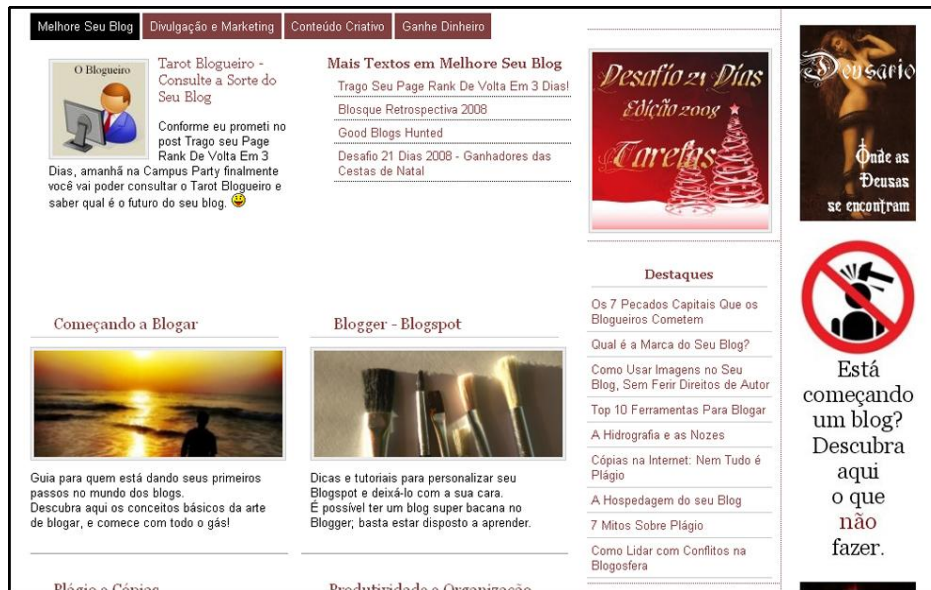 Melhore Seu Blog
Divulgação e Marketing
Conteúdo Criativo
Ganhe Dinheiro
O Blogueiro
Tarot Blogueiro -
Consulte a Sorte do
Seu Blog
Conforme eu prometi no
post Trago seu Page
Rank De Volta Em 3
Dias, amanhã na Campus Party finalmente
você vai poder consultar o Tarot Blogueiro e
saber qual é o futuro do seu blog.
Mais Textos em Melhore Seu Blog
Trago Seu Page Rank De Volta Em 3 Dias!
Blosque Retrospectiva 2008
Good Blogs Hunted
Desafio 21 Dias 2008 - Ganhadores das
Cestas de Natal
Começando a Blogar
Guia para quem está dando seus primeiros
passos no mundo dos blogs.
Descubra aqui os conceitos básicos da arte
de blogar, e comece com todo o gás!
Blogger - Blogspot
Dicas e tutoriais para personalizar seu
Blogspot e deixá-lo com a sua cara.
É possível ter um blog super bacana no
Blogger; basta estar disposto a aprender.
Plágio e Cópias
Produtividade e Organização
Desafio 21 Dias
Edição 2008
Tarefas
Destaques
Os 7 Pecados Capitais Que os
Blogueiros Cometem
Qual é a Marca do Seu Blog?
Como Usar Imagens no Seu
Blog, Sem Ferir Direitos de Autor
Top 10 Ferramentas Para Blogar
A Hidrografia e as Nozes
Cópias na Internet: Nem Tudo é
Plágio
A Hospedagem do seu Blog
7 Mitos Sobre Plágio
Como Lidar com Conflitos na
Blogosfera
Deusario
Onde as
Deusas
se encontram
Está
começando
um blog?
Descubra
aqui
o que
não
fazer.